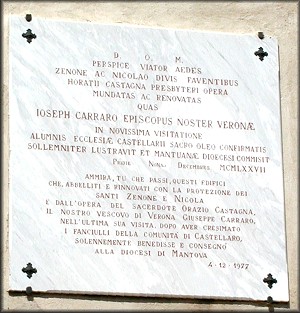 D. O. M.
PERSPICE VIATOR AEDES
ZENONE AC NICOLAO DIVIS FAVENTIBUS
HORATII CASTAGNA PRESBYTERI OPERA
MUNDATAS AC RENOVATAS
QUAS
IOSEPH CARRARO EPISCOPUS NOSTER VERONÆ
IN NOVISSIMA VISITATIONE
ALUMNIS ECCLESIÆ CASTELLARII SACRO OLEO CONFIRMATIS
SOLLEMNITER LUSTRAVIT ET MANTUANÆ DIOECESI COMMISIT
PRIDIE NONAS DECEMBRES MCMLXXVII
AMMIRA, TU CHE PASSI, QUESTI EDIFICI
CHE, ABBELLITI E RINNOVATI CON LA PROTEZIONE DEI
SANTI ZENONE E NICOLA
E DALL'OPERA DEL SACERDOTE ORAZIO CASTAGNA,
IL NOSTRO VESCOVO DI VERONA, GIUSEPPE CARRARO,
NELL'ULTIMA SUA VISITA, DOPO AVER CRESIMATO
I FANCIULLI DELLA COMUNITÀ DI CASTELLARO,
SOLENNEMENTE BENEDISSE E CONSEGNÒ
ALLA DIOCESI DI MANTOVA
4-12-1977